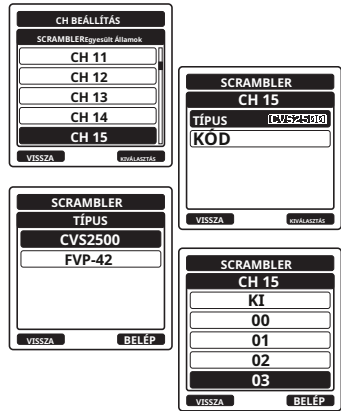 CH BEÁLLÍTÁS
SCRAMBLEREgyesült Államok
CH 11
CH 12
CH 13
CH 14
CH 15
VISSZA KIVÁLASZTÁS
SCRAMBLER
CH 15
TÍPUS CVS2500
KÓD
VISSZA KIVÁLASZTÁS
SCRAMBLER
TÍPUS
CVS2500
FVP-42
VISSZA BELÉP
SCRAMBLER
CH 15
KI
00
01
02
03
VISSZA BELÉP